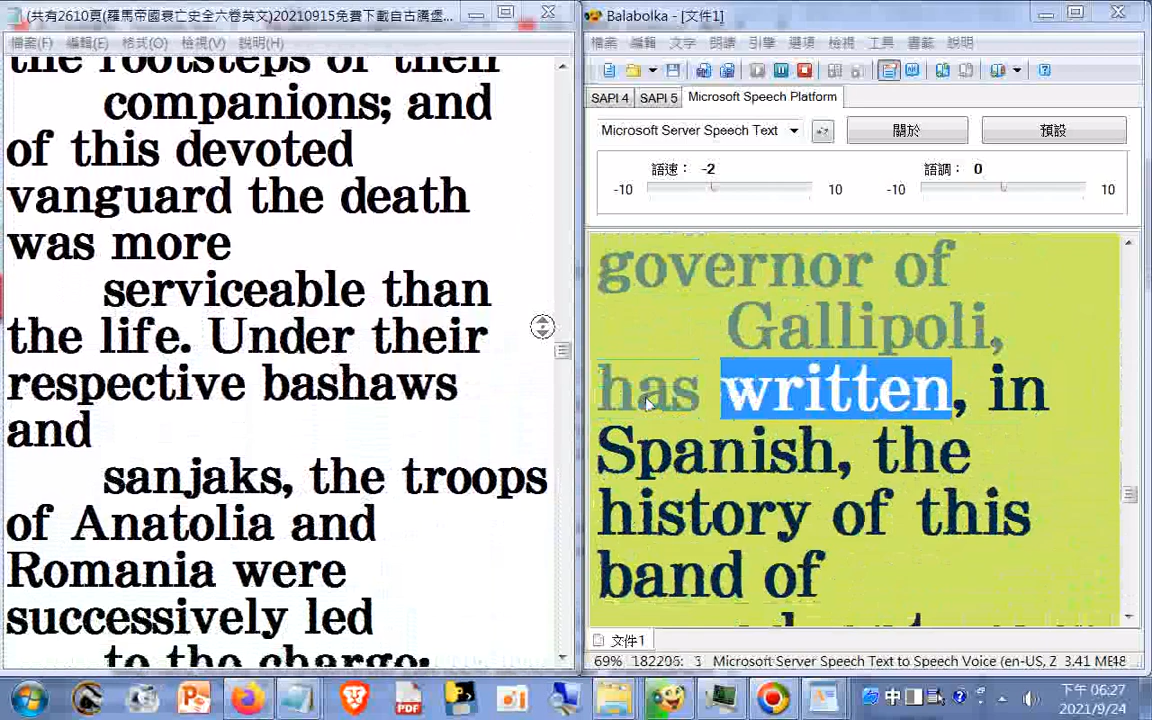 (共有2610頁(羅馬帝國衰亡史全六卷英文)20210915免費下載自古騰堡...
檔案(F) 編輯(E) 格式(O) 檢視(V) 說明(H)
the footsteps of their
companions; and
of this devoted
vanguard the death
was more
serviceable than
the life. Under their
respective bashaws
and
sanjaks, the troops
of Anatolia and
Romania were
successively led
to the charge:
Balabolka - [文件1]
檔案 編輯 文字 朗讀 引擎 選項 檢視 工具 書籤 說明
SAPI 4 SAPI 5 Microsoft Speech Platform
Microsoft Server Speech Text 關於 預設
語速: -2 語調: 0
-10 10 -10 10
governor of
Gallipoli,
has written, in
Spanish, the
history of this
band of
文件1
69% 182206: 3 Microsoft Server Speech Text to Speech Voice (en-US, Z 3.41 ME48
中 下午 06:27
2021/9/24